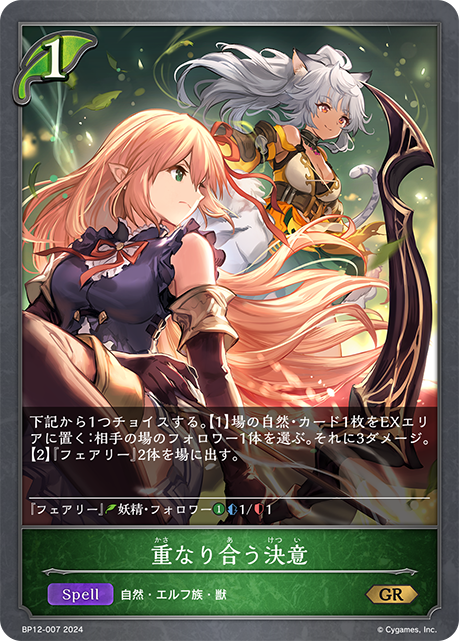 1
下記から1つチョイスする。【1】場の自然・カード1枚をEXエリ
アに置く：相手の場のフォロワー1体を選ぶ。それに3ダメージ。
【2】『フェアリー』2体を場に出す。
『フェアリー』妖精・フォロワー1 1/1
かさ あ けつ い
重なり合う決意
Spell 自然・エルフ族・獣 GR
BP12-007 2024 © Cygames, Inc.